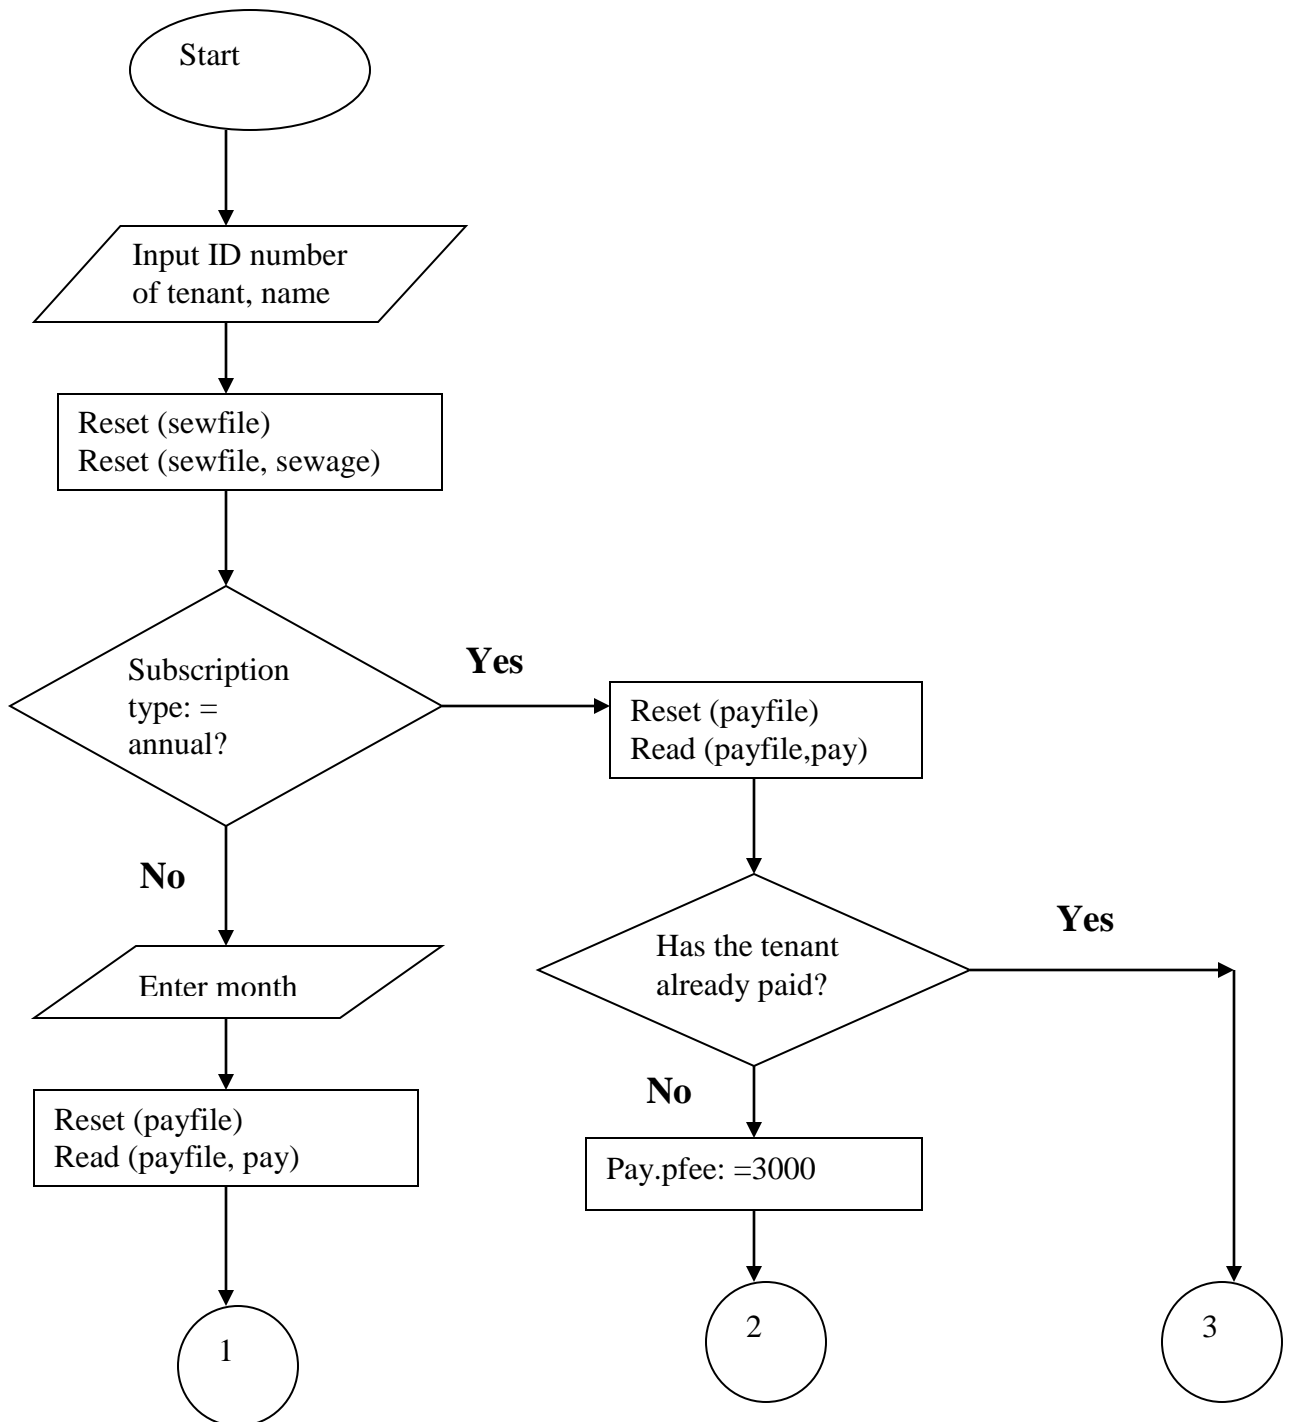 Start
Input ID number
of tenant, name
Reset (sewfile)
Reset (sewfile, sewage)
Subscription
type: =
annual?
Yes
Reset (payfile)
Read (payfile,pay)
No
Has the tenant
already paid?
Yes
Enter month
Reset (payfile)
Read (payfile, pay)
No
Pay.pfee: =3000
1
2
3